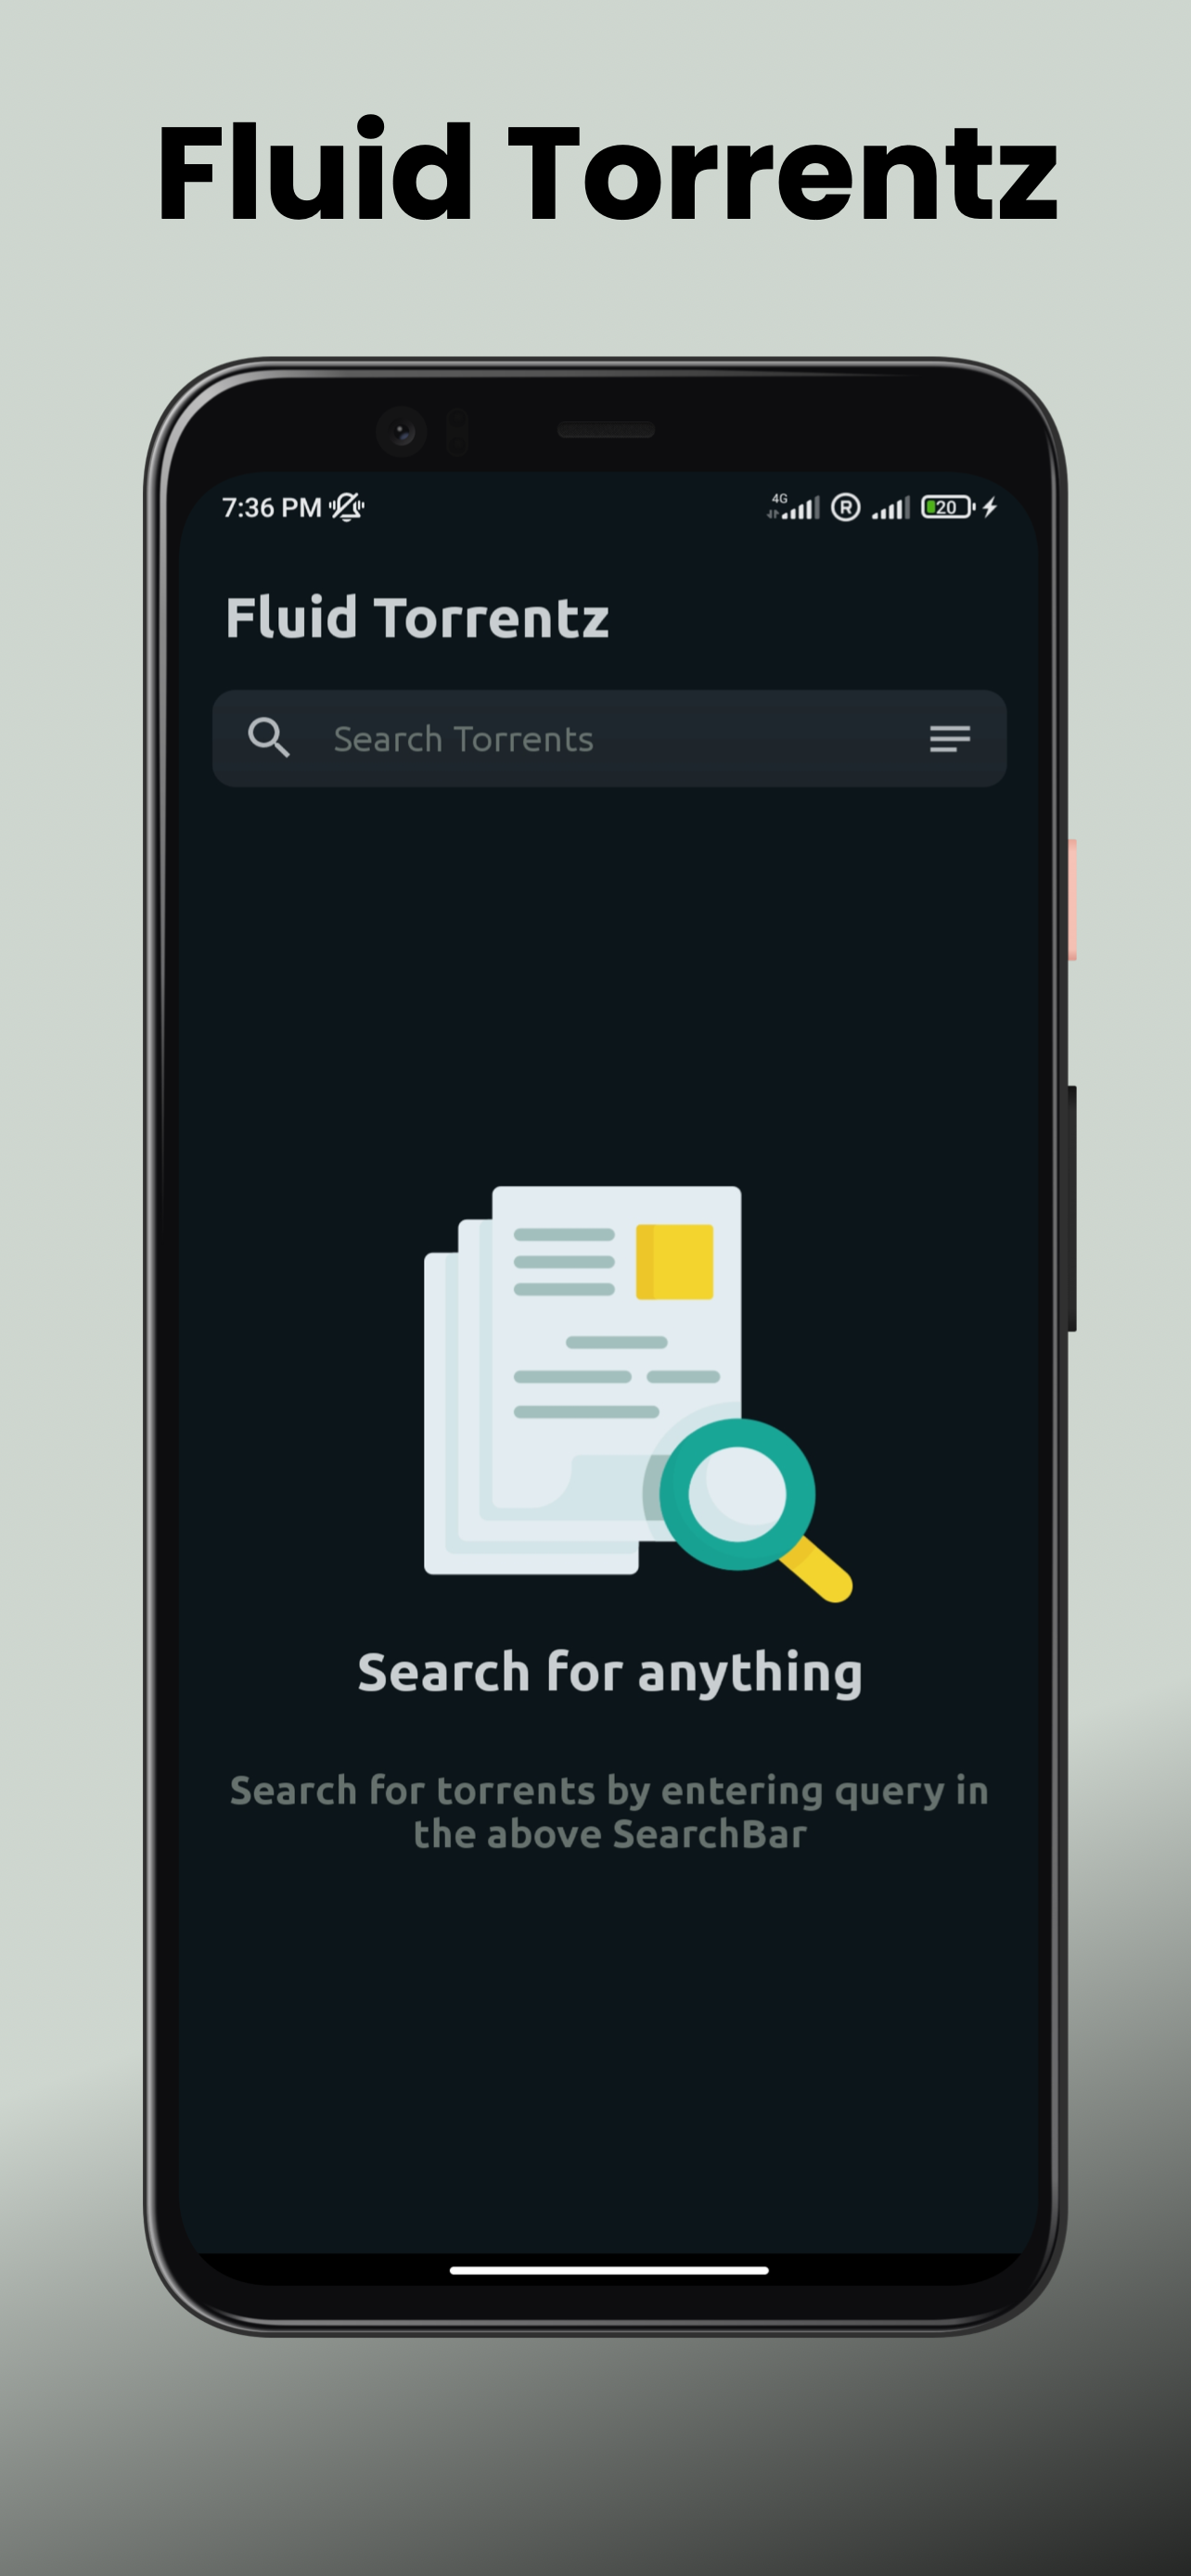 Fluid Torrentz
7:36 PM 4G R 20
Fluid Torrentz
Search Torrents
Search for anything
Search for torrents by entering query in
the above SearchBar